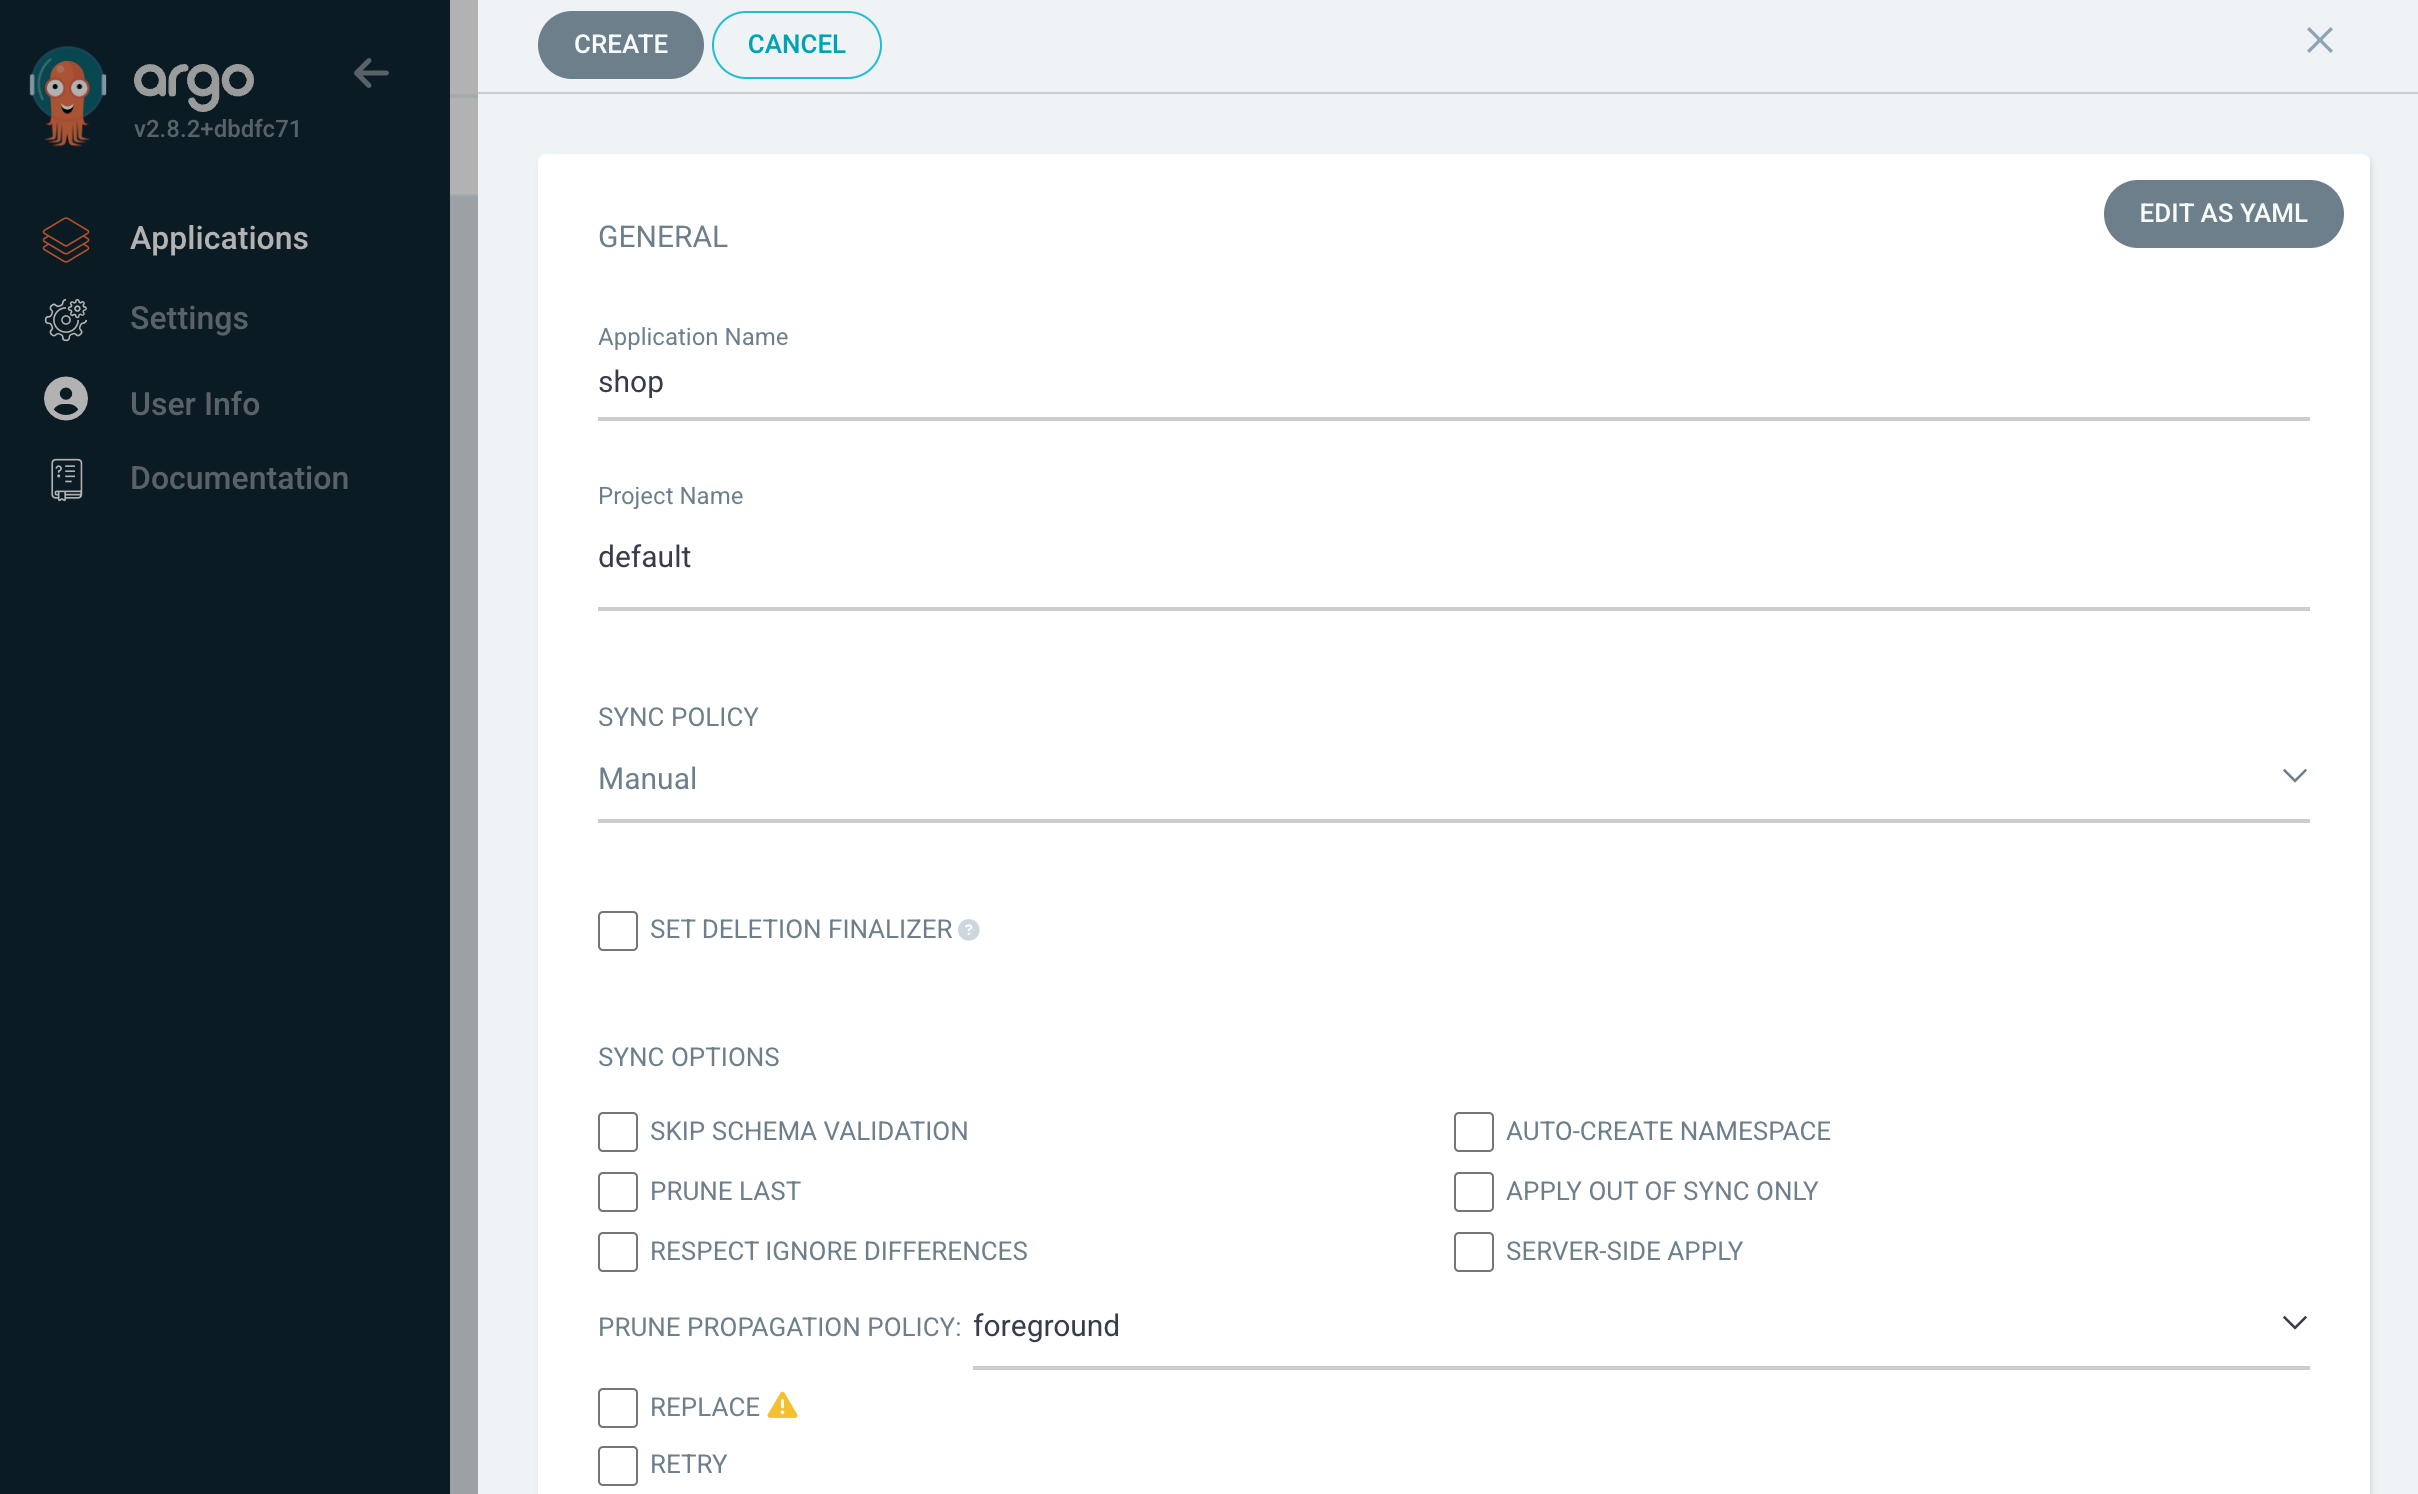 argo
v2.8.2+dbdfc71
Applications
Settings
User Info
Documentation
CREATE
CANCEL
EDIT AS YAML
GENERAL
Application Name
shop
Project Name
default
SYNC POLICY
Manual
SET DELETION FINALIZER ?
SYNC OPTIONS
SKIP SCHEMA VALIDATION
AUTO-CREATE NAMESPACE
PRUNE LAST
APPLY OUT OF SYNC ONLY
RESPECT IGNORE DIFFERENCES
SERVER-SIDE APPLY
PRUNE PROPAGATION POLICY: foreground
REPLACE
RETRY